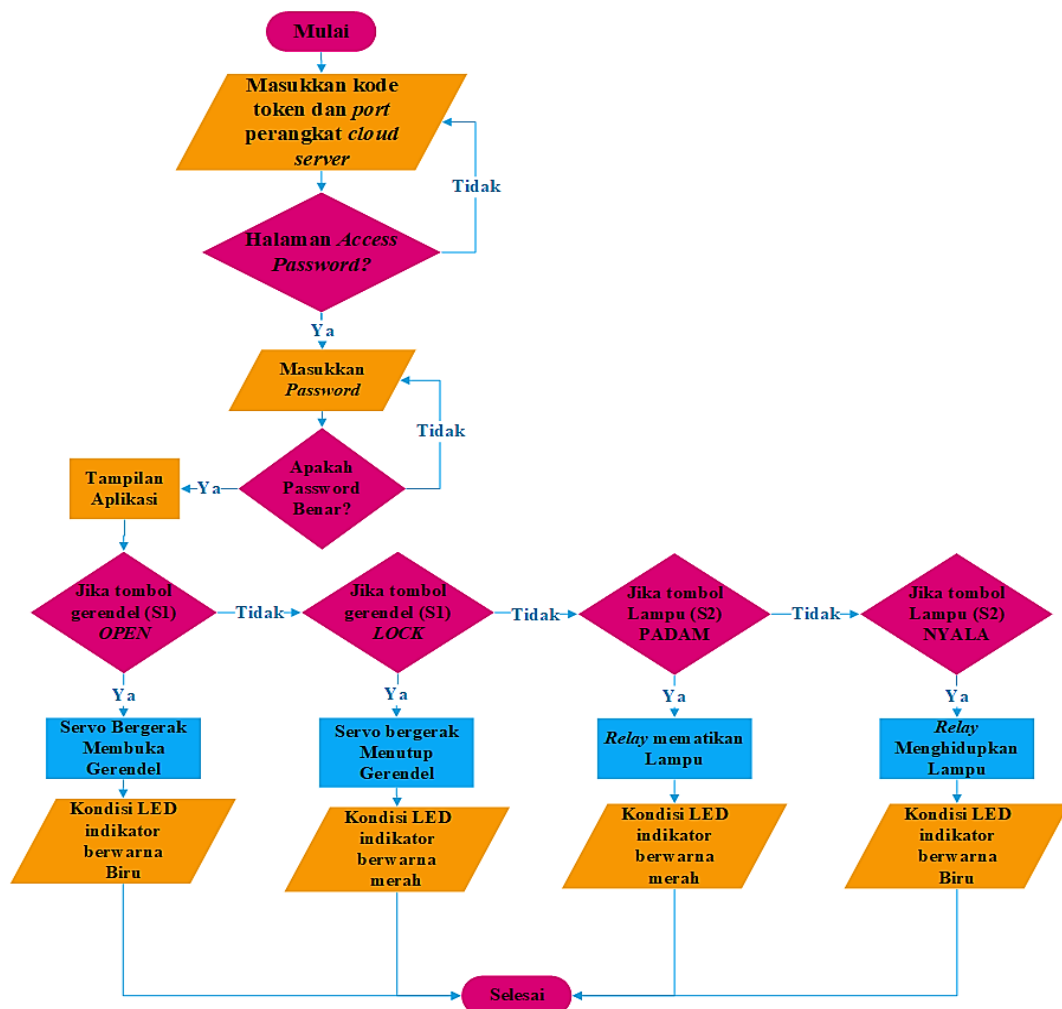 Mulai
Masukkan kode
token dan port
perangkat cloud
server
Tidak
Halaman Access
Password?
Ya
Masukkan
Password
Tidak
Apakah
Password
Benar?
Ya
Tampilan
Aplikasi
Jika tombol
gerendel (S1)
OPEN
Tidak
Jika tombol
gerendel (S1)
LOCK
Tidak
Jika tombol
Lampu (S2)
PADAM
Tidak
Jika tombol
Lampu (S2)
NYALA
Ya
Ya
Ya
Ya
Servo Bergerak
Membuka
Gerendel
Servo bergerak
Menutup
Gerendel
Relay mematikan
Lampu
Relay
Menghidupkan
Lampu
Kondisi LED
indikator
berwarna
Biru
Kondisi LED
indikator
berwarna
merah
Kondisi LED
indikator
berwarna
merah
Kondisi LED
indikator
berwarna
Biru
Selesai